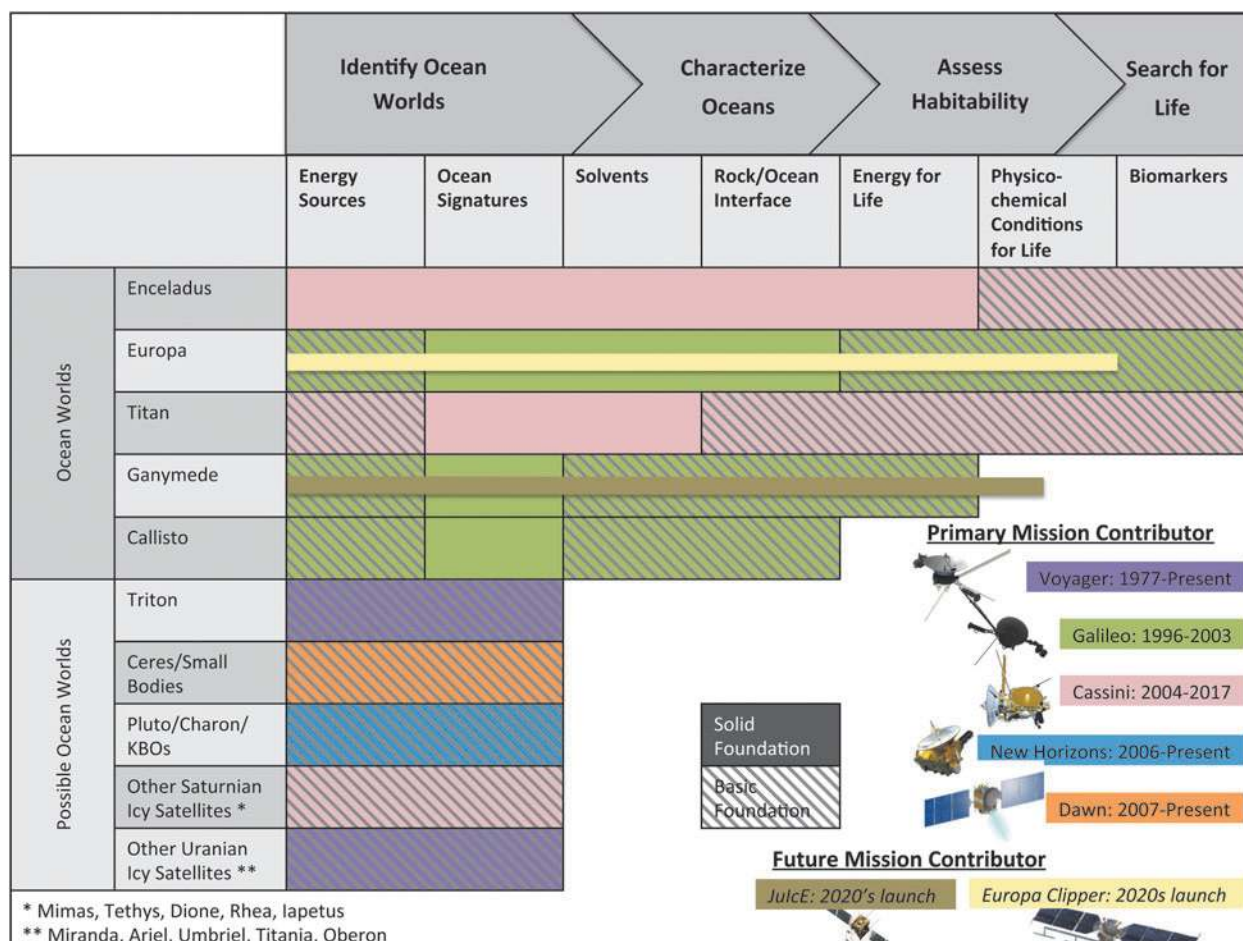 Identify Ocean
Worlds
Characterize
Oceans
Assess
Habitability
Search for
Life
Energy
Sources
Ocean
Signatures
Solvents
Rock/Ocean
Interface
Energy for
Life
Physico-
chemical
Conditions
for Life
Biomarkers
Ocean Worlds
Enceladus
Europa
Titan
Ganymede
Callisto
Possible Ocean Worlds
Triton
Ceres/Small
Bodies
Pluto/Charon/
KBOs
Other Saturnian
Icy Satellites *
Other Uranian
Icy Satellites **
Primary Mission Contributor
Voyager: 1977-Present
Galileo: 1996-2003
Cassini: 2004-2017
New Horizons: 2006-Present
Dawn: 2007-Present
Solid
Foundation
Basic
Foundation
Future Mission Contributor
JuIcE: 2020's launch
Europa Clipper: 2020s launch
* Mimas, Tethys, Dione, Rhea, Iapetus
** Miranda, Ariel, Umbriel, Titania, Oberon